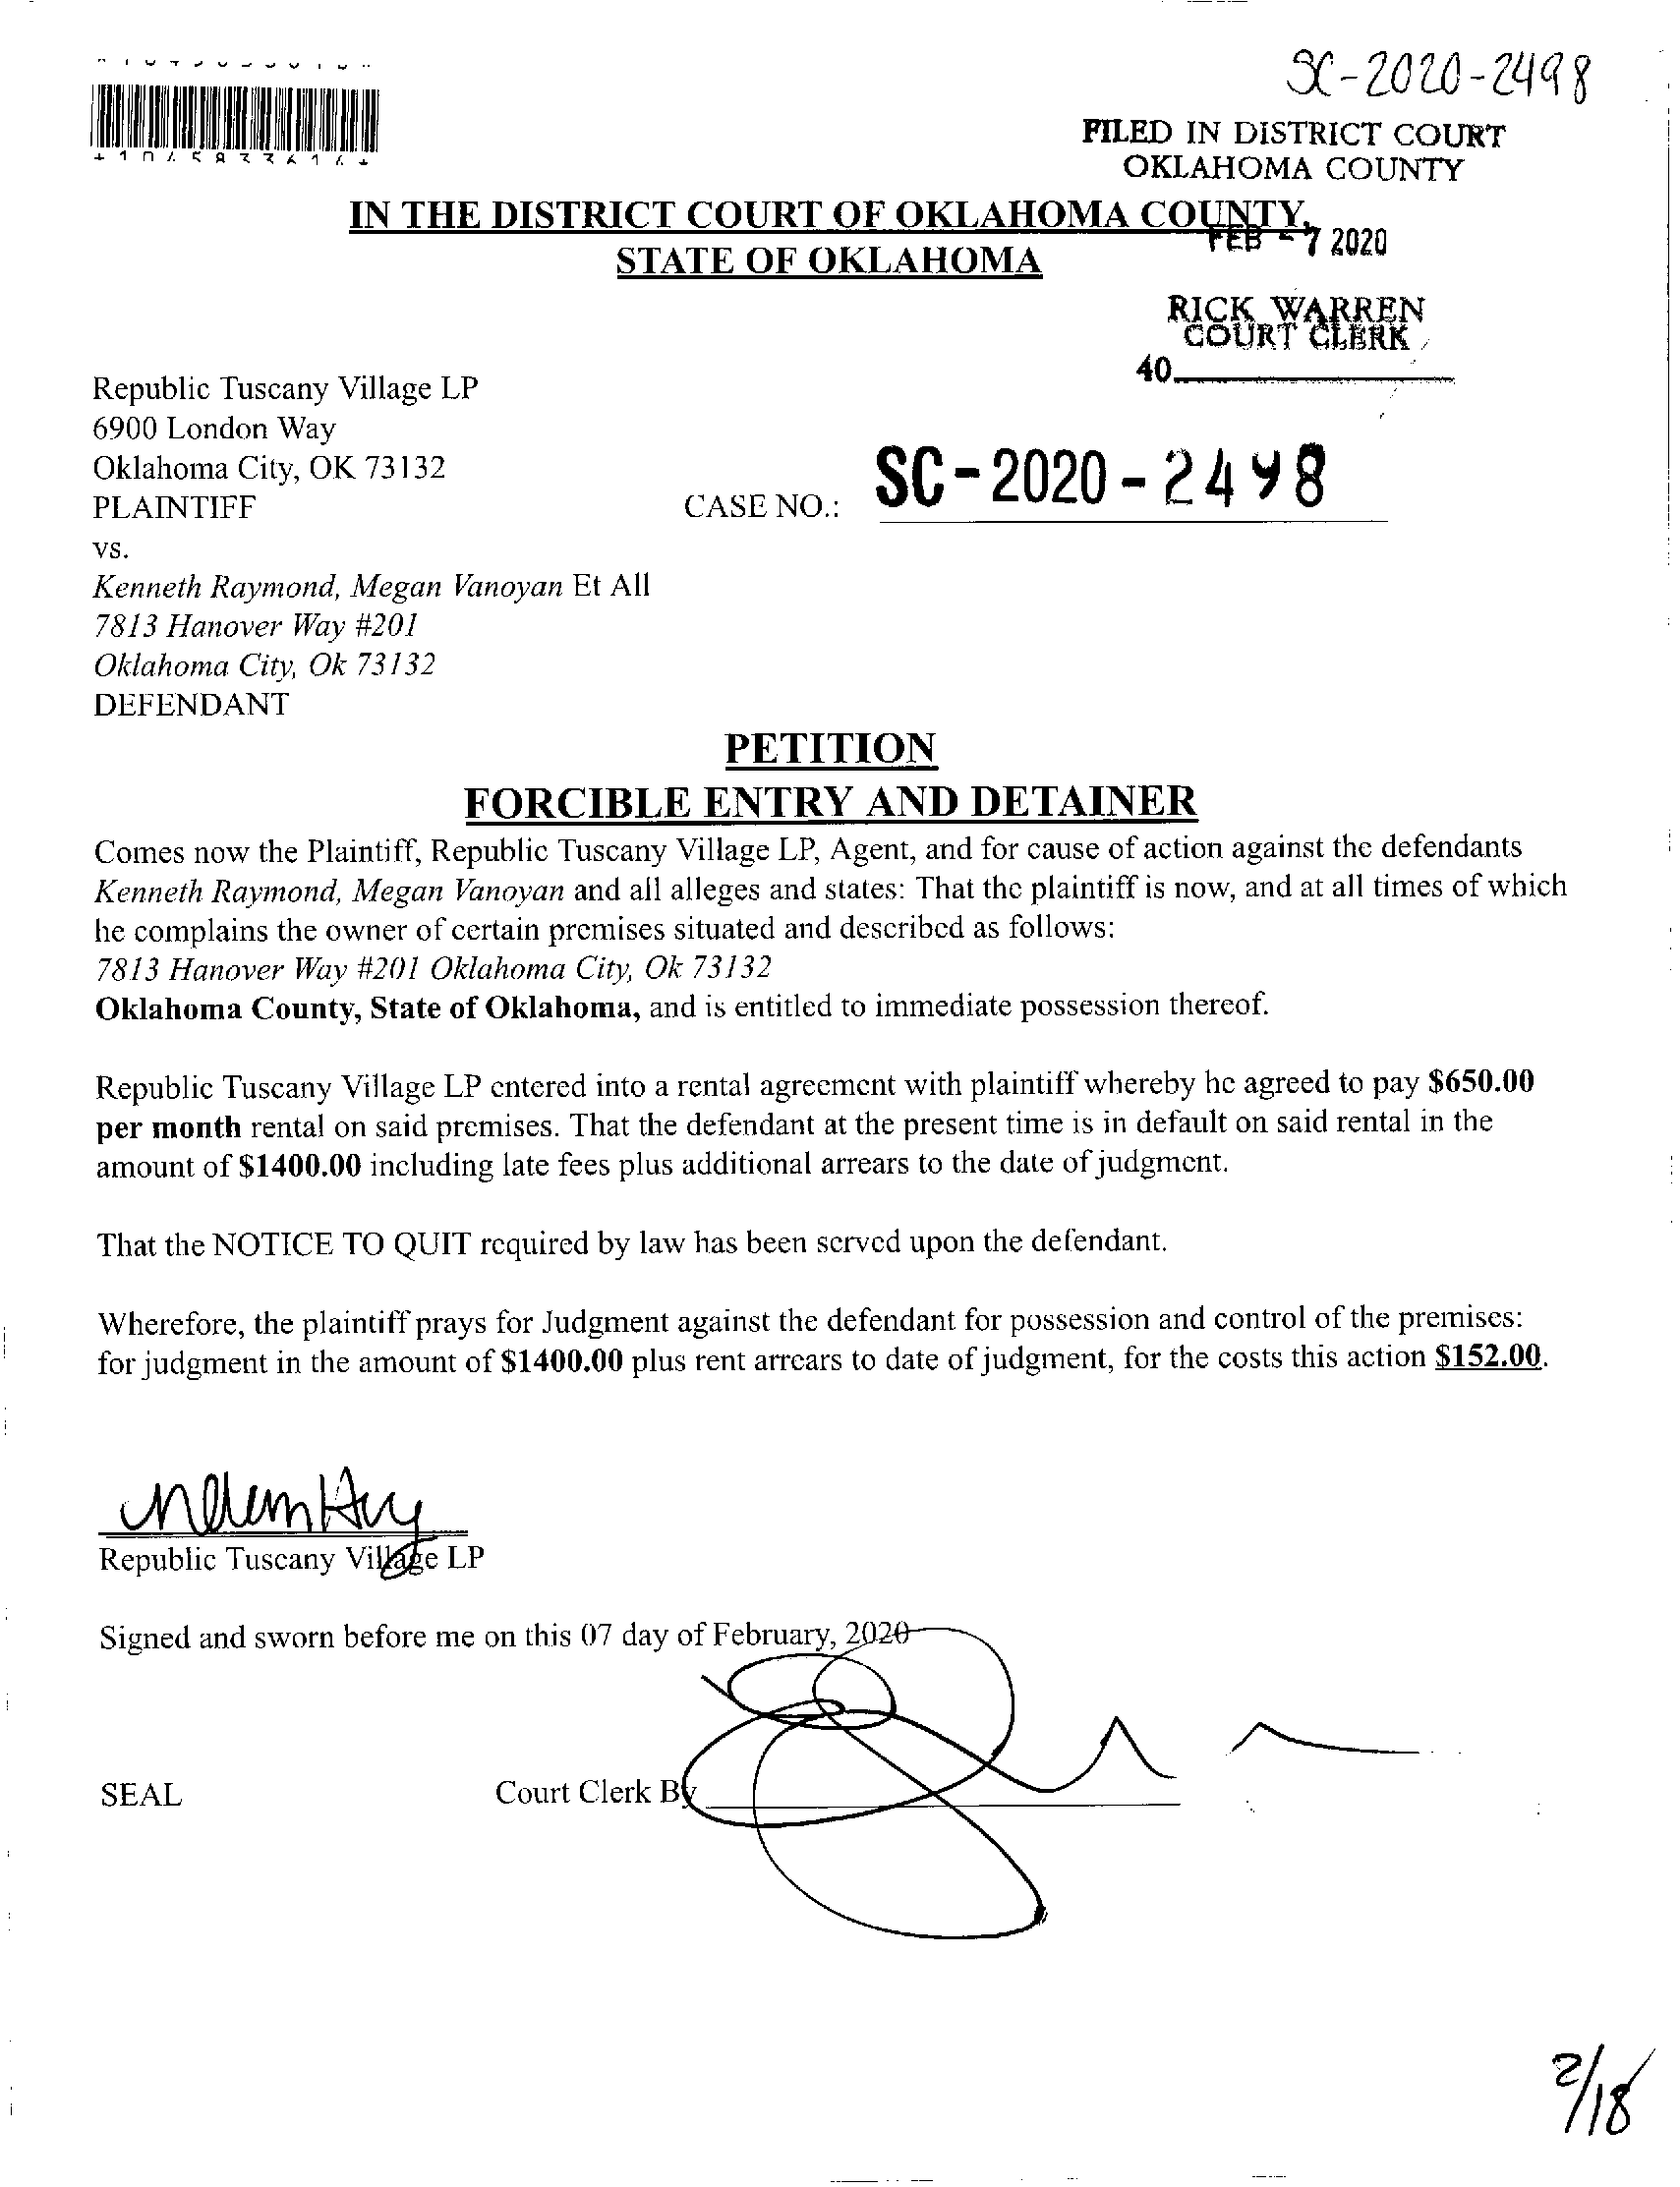 SC-2020-2498
FILED IN DISTRICT COURT
OKLAHOMA COUNTY
IN THE DISTRICT COURT OF OKLAHOMA COUNTY,
STATE OF OKLAHOMA
FEB - 7 2020
RICK WARREN
COURT CLERK
40
Republic Tuscany Village LP
6900 London Way
Oklahoma City, OK 73132
PLAINTIFF
CASE NO.: SC-2020-2498
vs.
Kenneth Raymond, Megan Vanoyan Et All
7813 Hanover Way #201
Oklahoma City, Ok 73132
DEFENDANT
PETITION
FORCIBLE ENTRY AND DETAINER
Comes now the Plaintiff, Republic Tuscany Village LP, Agent, and for cause of action against the defendants
Kenneth Raymond, Megan Vanoyan and all alleges and states: That the plaintiff is now, and at all times of which
he complains the owner of certain premises situated and described as follows:
7813 Hanover Way #201 Oklahoma City, Ok 73132
Oklahoma County, State of Oklahoma, and is entitled to immediate possession thereof.
Republic Tuscany Village LP entered into a rental agreement with plaintiff whereby he agreed to pay $650.00
per month rental on said premises. That the defendant at the present time is in default on said rental in the
amount of $1400.00 including late fees plus additional arrears to the date of judgment.
That the NOTICE TO QUIT required by law has been served upon the defendant.
Wherefore, the plaintiff prays for Judgment against the defendant for possession and control of the premises:
for judgment in the amount of $1400.00 plus rent arrears to date of judgment, for the costs this action $152.00.
Republic Tuscany Village LP
Signed and sworn before me on this 07 day of February, 2020
SEAL
Court Clerk By
2/18